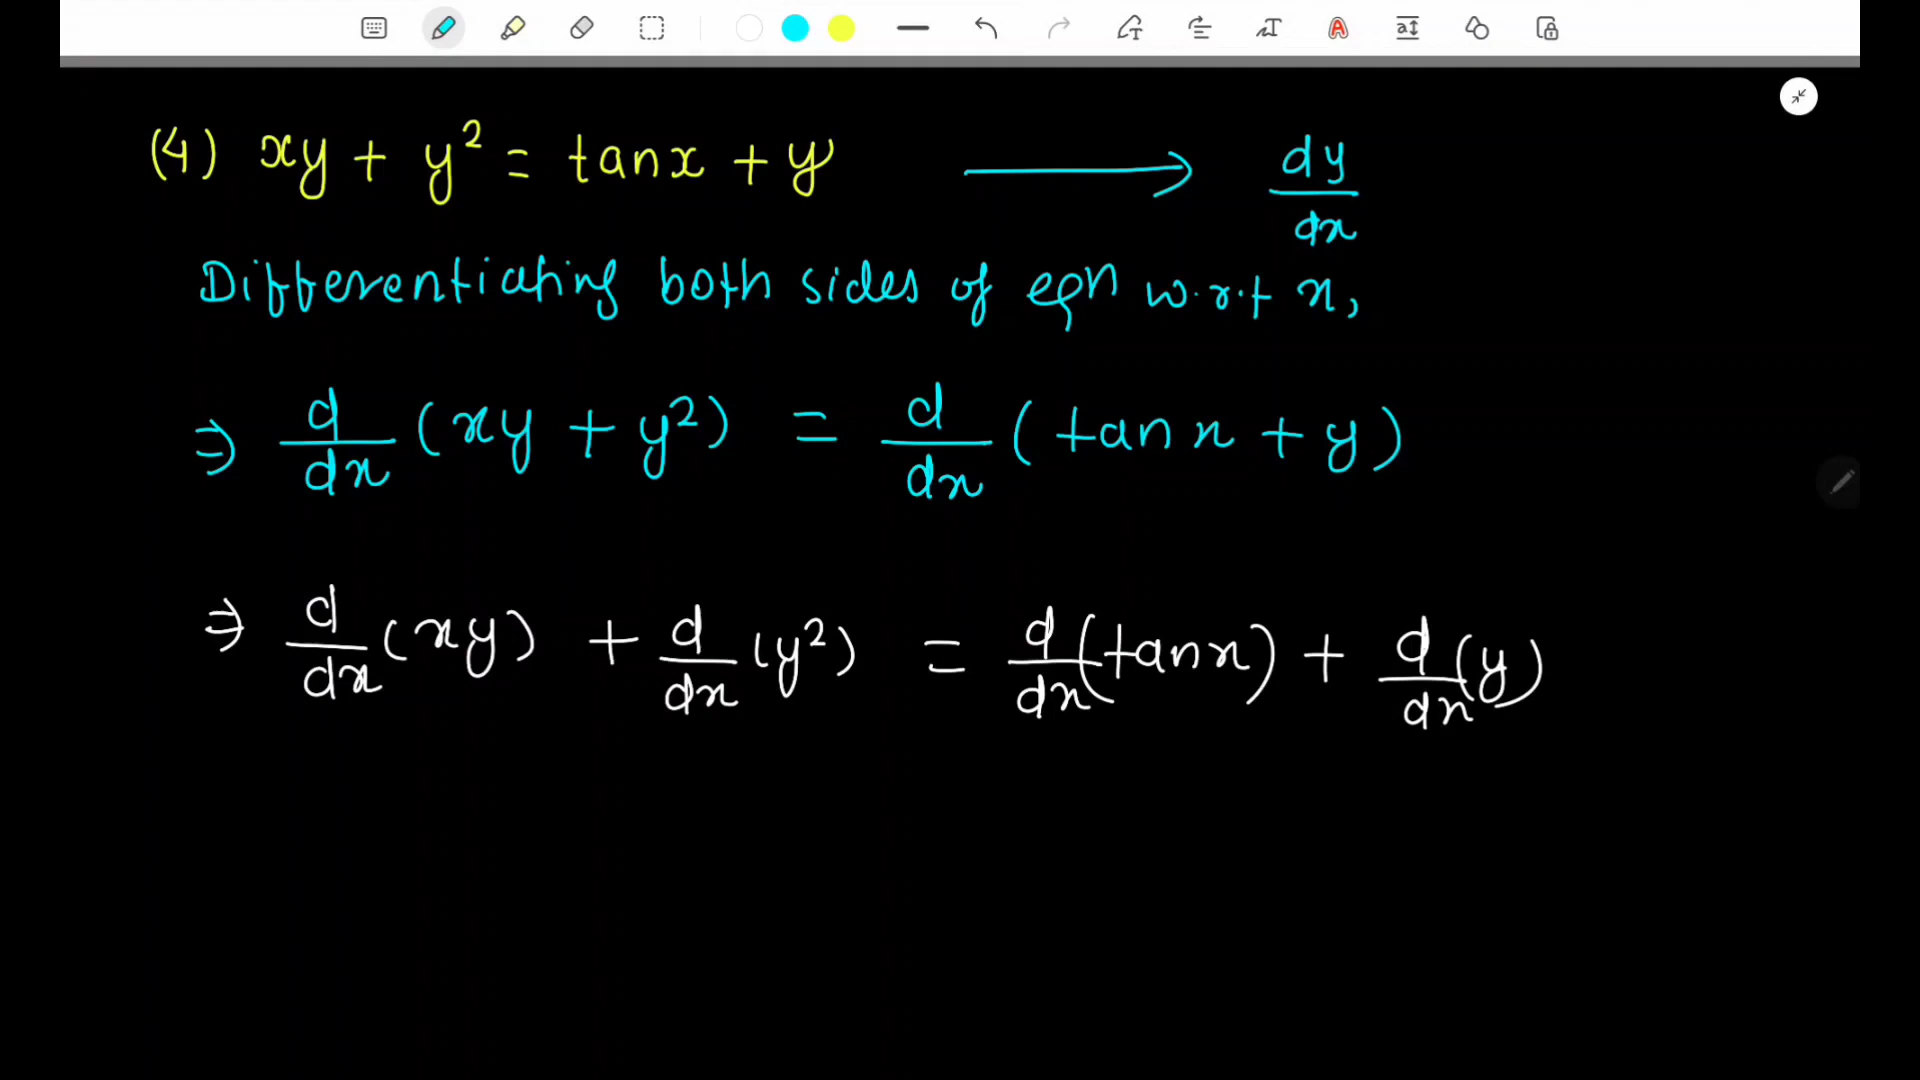 (4) xy + y² = tanx + y ⟶ dy/dx
Differentiating both sides of eqn w.r.t x,
⇒ d/dx (xy + y²) = d/dx (tan x + y)
⇒ d/dx (xy) + d/dx (y²) = d/dx (tan x) + d/dx (y)